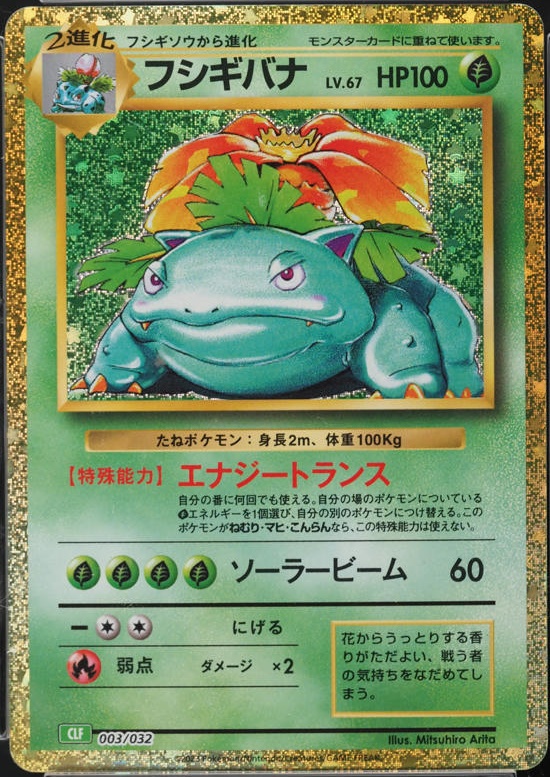 2進化 フシギソウから進化 モンスターカードに重ねて使います。
フシギバナ LV.67 HP100
たねポケモン:身長2m、体重100Kg
【特殊能力】エナジートランス
自分の番に何回でも使える。自分の場のポケモンについている
エネルギーを1個選び、自分の別のポケモンにつけ替える。この
ポケモンがねむり・マヒ・こんらんなら、この特殊能力は使えない。
ソーラービーム 60
ー にげる
弱点 ダメージ ×2
花からうっとりする香
りがただよい、戦う者
の気持ちをなだめてし
まう。
CLF 003/032
Illus. Mitsuhiro Arita
©2023 Pokémon/Nintendo/Creatures/GAME FREAK